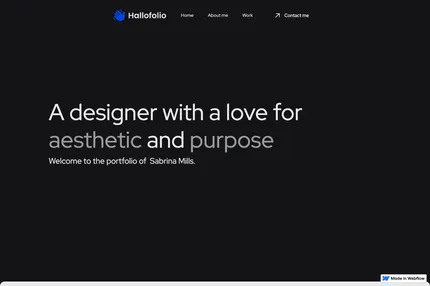 Hallofolio
Home
About me
Work
Contact me
A designer with a love for
aesthetic and purpose
Welcome to the portfolio of Sabrina Mills.
Made in Webflow